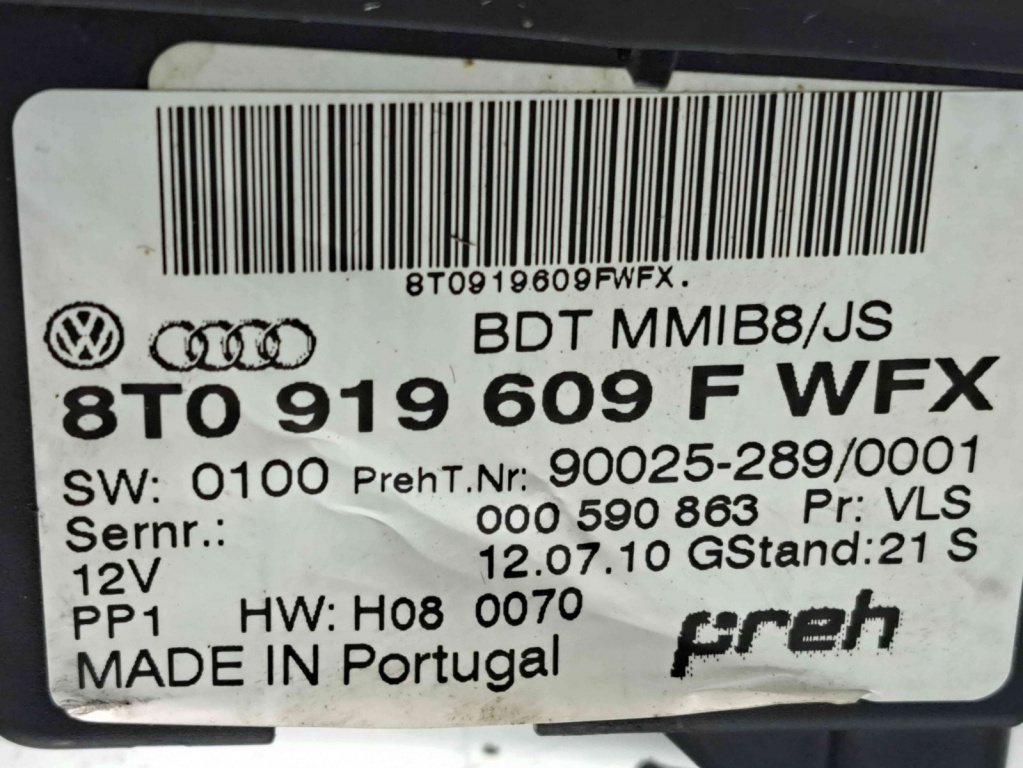 8T0919609FWFX.
BDT MMIB8/JS
8T0 919 609 F WFX
SW: 0100 PrehT.Nr: 90025-289/0001
Sernr.: 000 590 863 Pr: VLS
12V 12.07.10 GStand:21 S
PP1 HW: H08 0070
preh
MADE IN Portugal